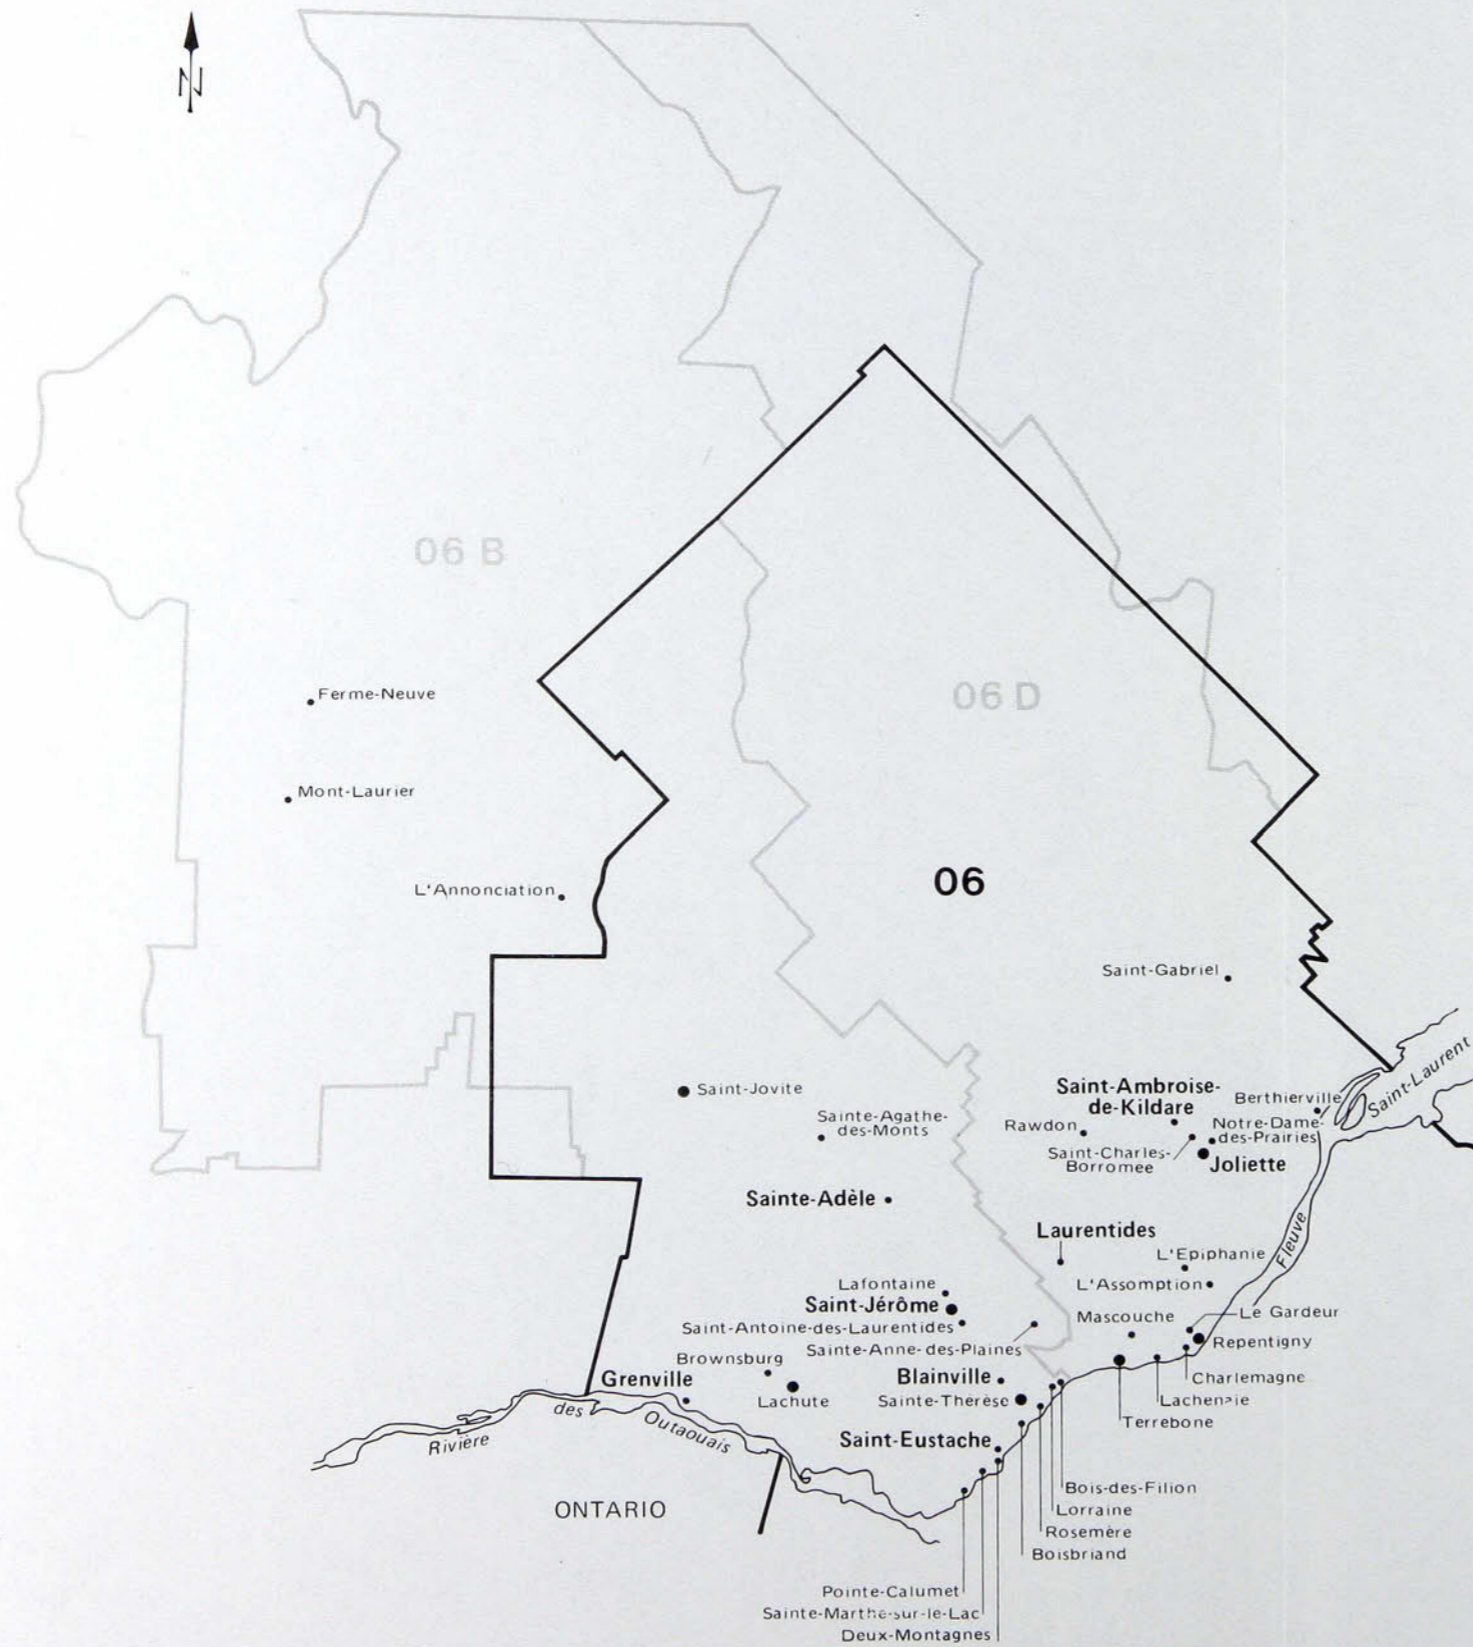 N
06 B
06 D
Ferme-Neuve
Mont-Laurier
L'Annonciation
06
Saint-Gabriel
Saint-Jovite
Sainte-Agathe-
des-Monts
Saint-Ambroise-
de-Kildare
Berthierville
Saint-Laurent
Rawdon
Notre-Dame-
des-Prairies
Saint-Charles-
Borromée
Joliette
Sainte-Adèle
Laurentides
Fleuve
L'Epiphanie
L'Assomption
Lafontaine
Saint-Jérôme
Saint-Antoine-des-Laurentides
Sainte-Anne-des-Plaines
Mascouche
Le Gardeur
Repentigny
Charlemagne
Lachenaie
Terrebone
Brownsburg
Grenville
Lachute
Blainville
Sainte-Thérèse
Saint-Eustache
Rivière
des
Outaouais
ONTARIO
Bois-des-Filion
Lorraine
Rosemère
Boisbriand
Pointe-Calumet
Sainte-Marthe-sur-le-Lac
Deux-Montagnes